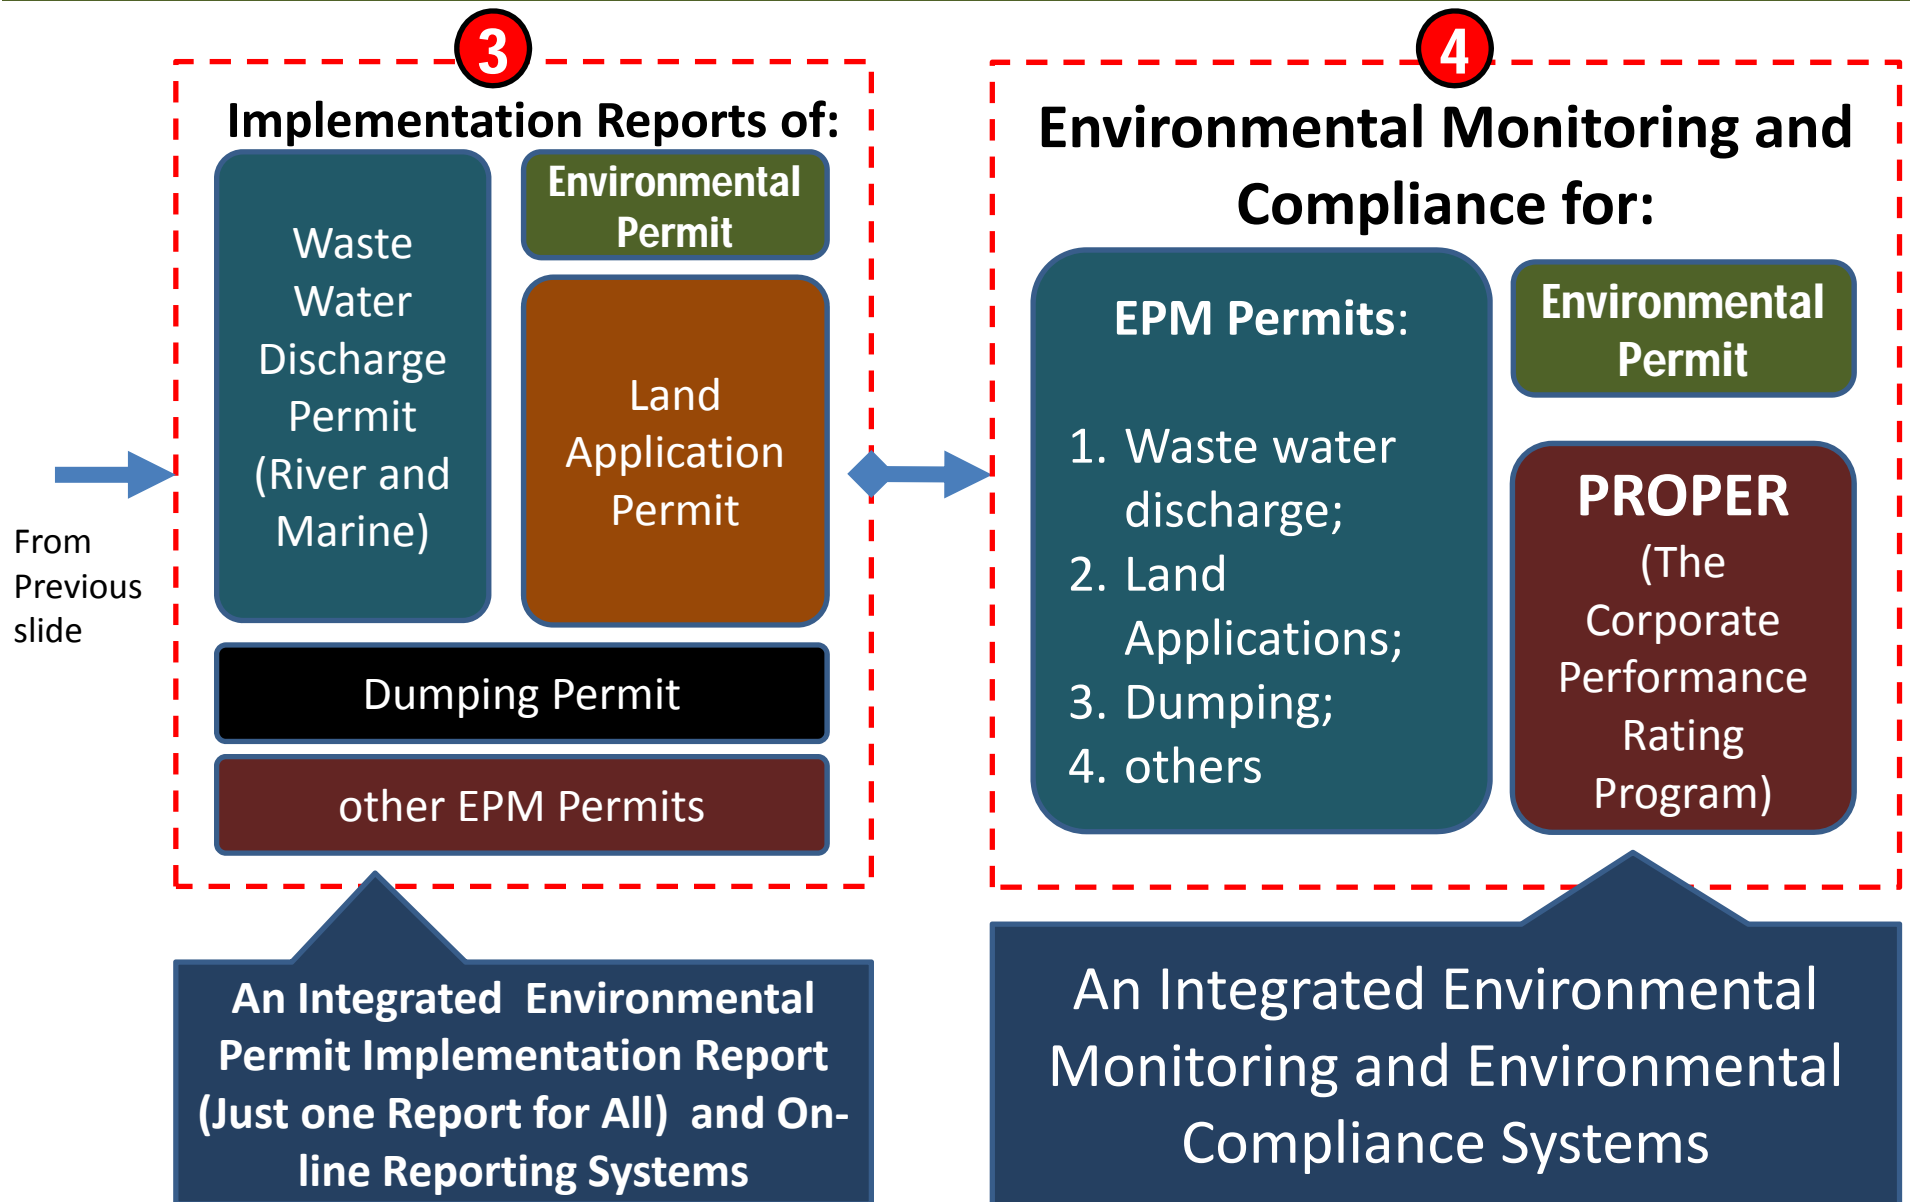 3
Implementation Reports of:
Waste
Water
Discharge
Permit
(River and
Marine)
Environmental
Permit
Land
Application
Permit
Dumping Permit
other EPM Permits
From
Previous
slide
An Integrated Environmental
Permit Implementation Report
(Just one Report for All) and On-
line Reporting Systems
4
Environmental Monitoring and
Compliance for:
EPM Permits:
1. Waste water
discharge;
2. Land
Applications;
3. Dumping;
4. others
Environmental
Permit
PROPER
(The
Corporate
Performance
Rating
Program)
An Integrated Environmental
Monitoring and Environmental
Compliance Systems